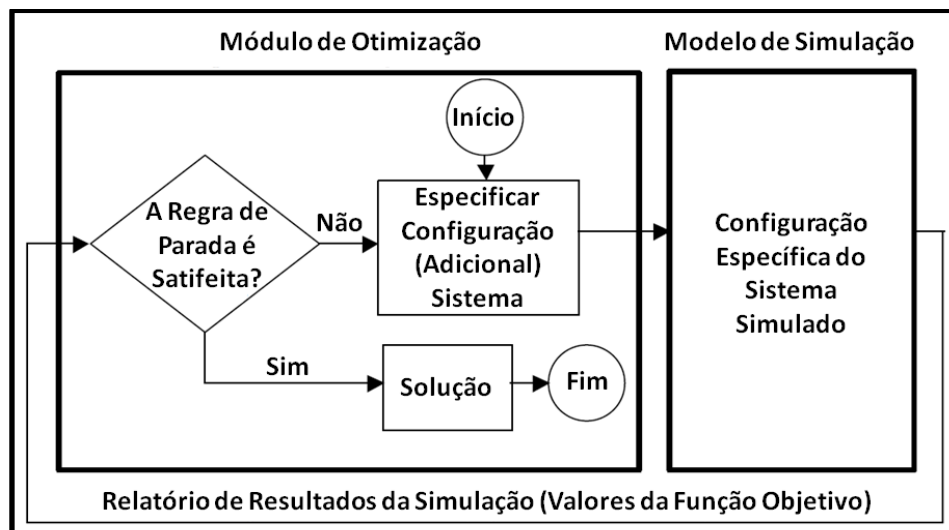 Módulo de Otimização
Modelo de Simulação
Início
A Regra de
Parada é
Satifeita?
Não
Especificar
Configuração
(Adicional)
Sistema
Configuração
Específica do
Sistema
Simulado
Sim
Solução
Fim
Relatório de Resultados da Simulação (Valores da Função Objetivo)